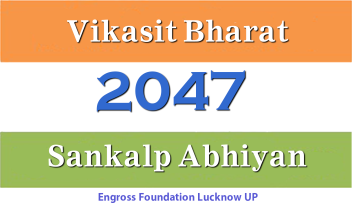 Vikasit Bharat
2047
Sankalp Abhiyan
Engross Foundation Lucknow UP